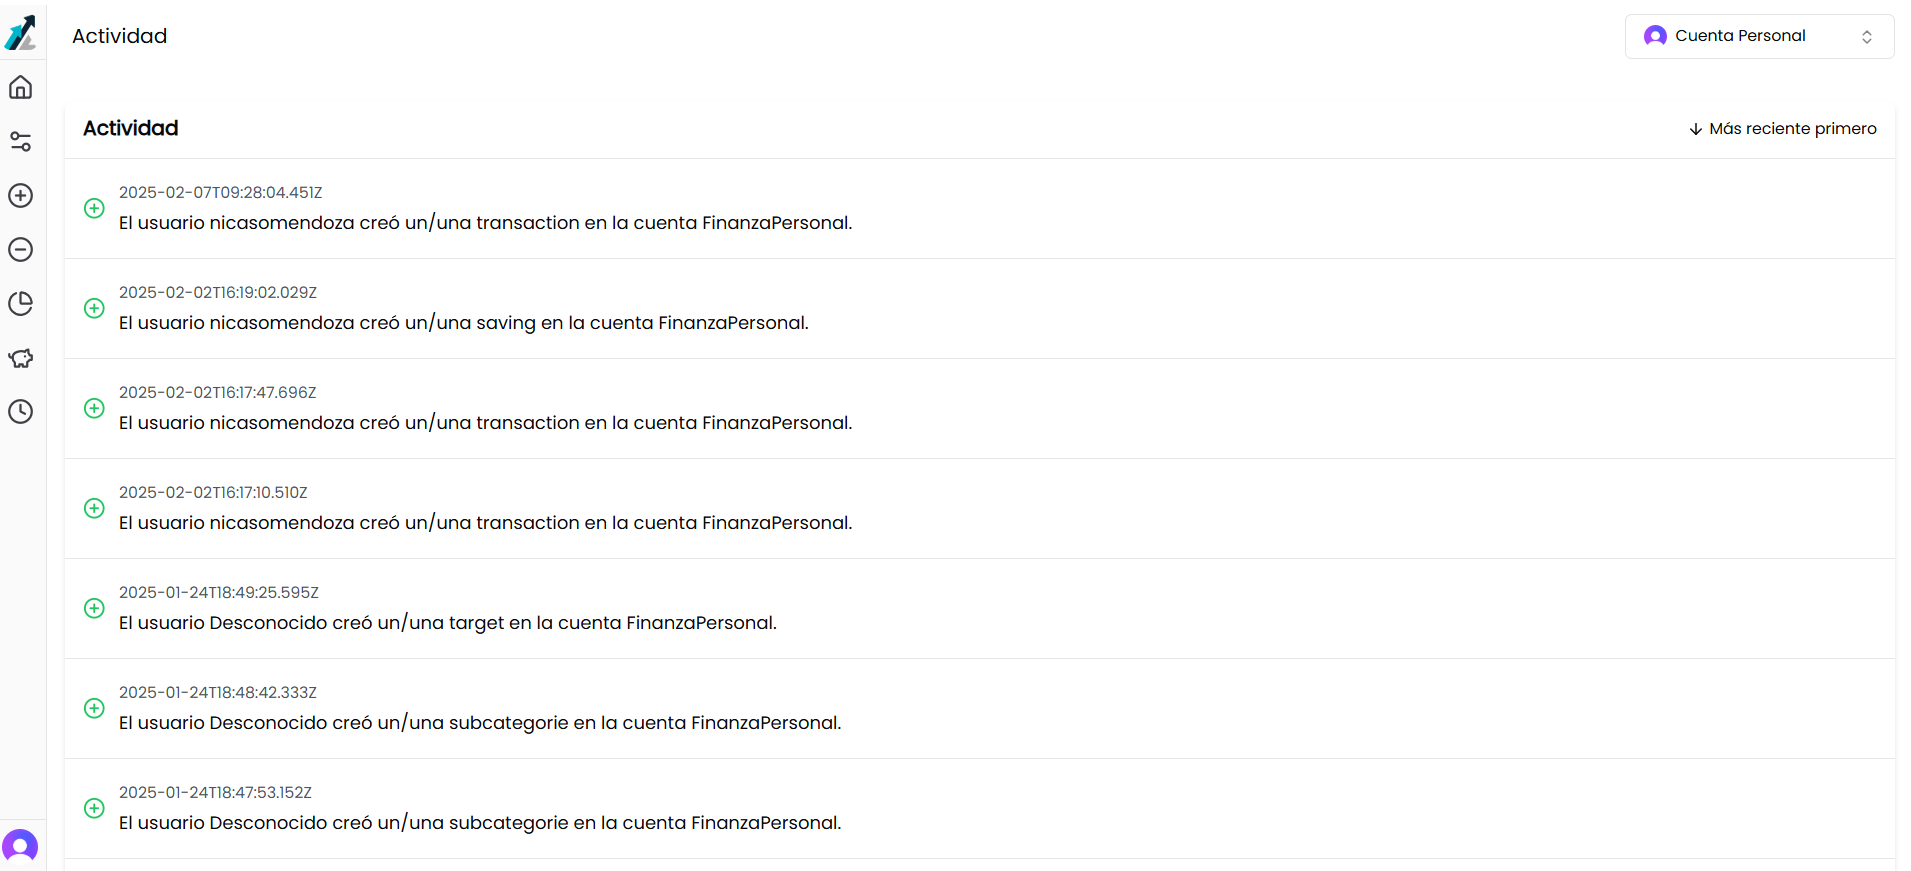 Actividad
Cuenta Personal
Actividad
Más reciente primero
2025-02-07T09:28:04.451Z
El usuario nicasomendoza creó un/una transaction en la cuenta FinanzaPersonal.
2025-02-02T16:19:02.029Z
El usuario nicasomendoza creó un/una saving en la cuenta FinanzaPersonal.
2025-02-02T16:17:47.696Z
El usuario nicasomendoza creó un/una transaction en la cuenta FinanzaPersonal.
2025-02-02T16:17:10.510Z
El usuario nicasomendoza creó un/una transaction en la cuenta FinanzaPersonal.
2025-01-24T18:49:25.595Z
El usuario Desconocido creó un/una target en la cuenta FinanzaPersonal.
2025-01-24T18:48:42.333Z
El usuario Desconocido creó un/una subcategorie en la cuenta FinanzaPersonal.
2025-01-24T18:47:53.152Z
El usuario Desconocido creó un/una subcategorie en la cuenta FinanzaPersonal.